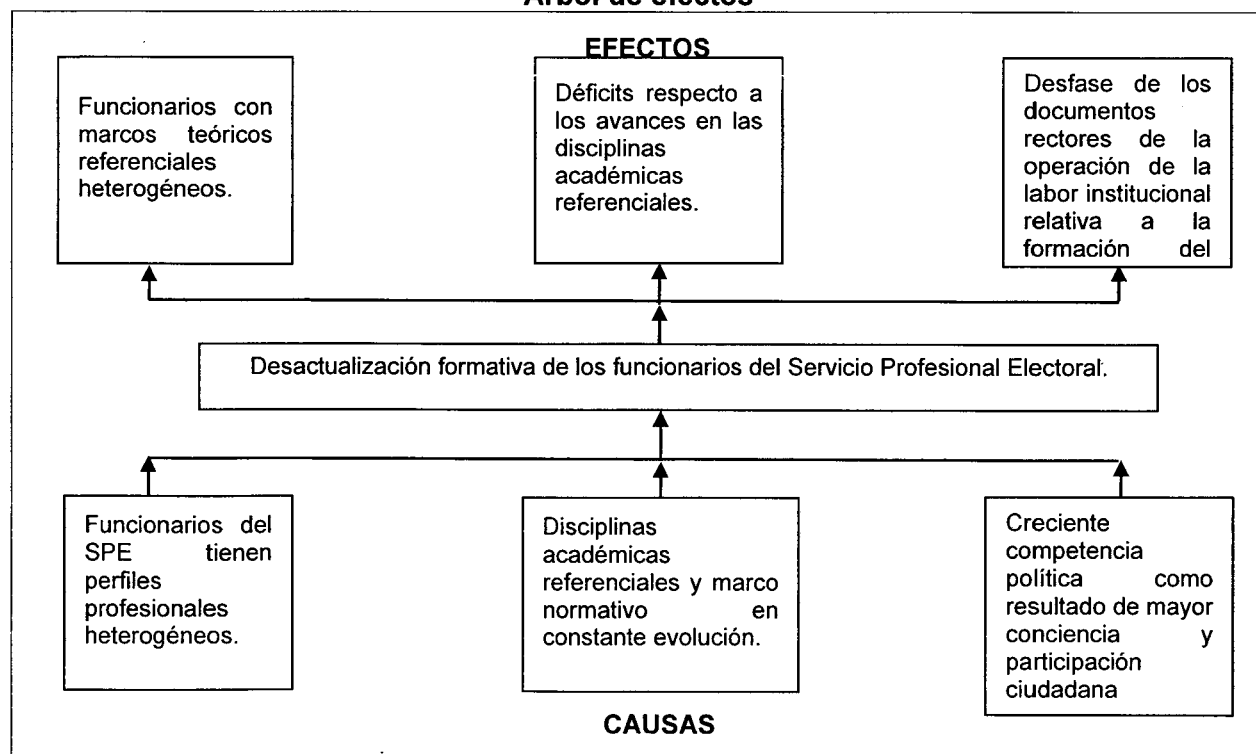 Árbol de efectos
EFECTOS
Funcionarios con
marcos teóricos
referenciales
heterogéneos.
Déficits respecto a
los avances en las
disciplinas
académicas
referenciales.
Desfase de los
documentos
rectores de la
operación de la
labor institucional
relativa a la
formación del
Desactualización formativa de los funcionarios del Servicio Profesional Electoral.
Funcionarios del
SPE tienen
perfiles
profesionales
heterogéneos.
Disciplinas
académicas
referenciales y marco
normativo en
constante evolución.
Creciente
competencia
política como
resultado de mayor
conciencia y
participación
ciudadana
CAUSAS